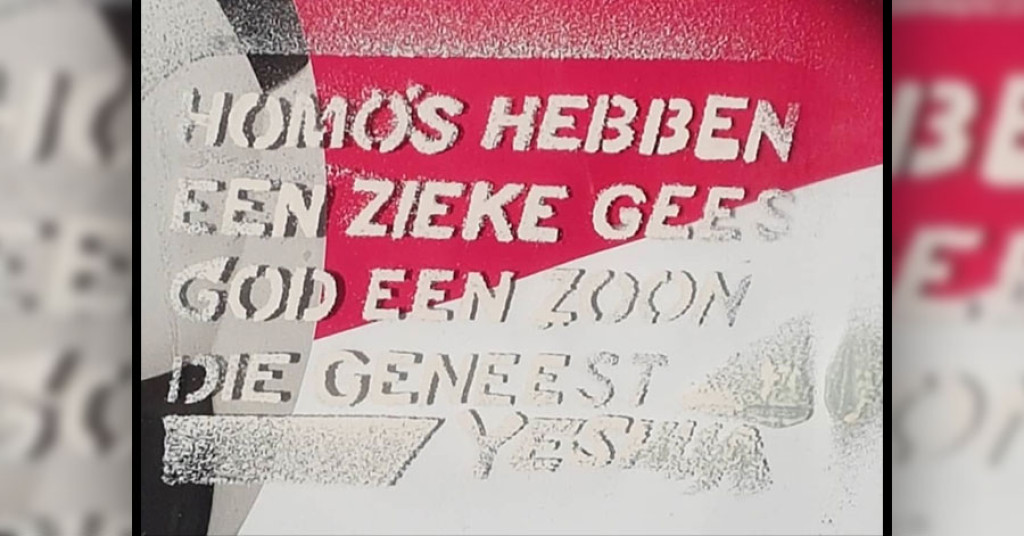 HOMO'S HEBBEN
EEN ZIEKE GEES
GOD EEN ZOON
DIE GENEEST
YESHUA